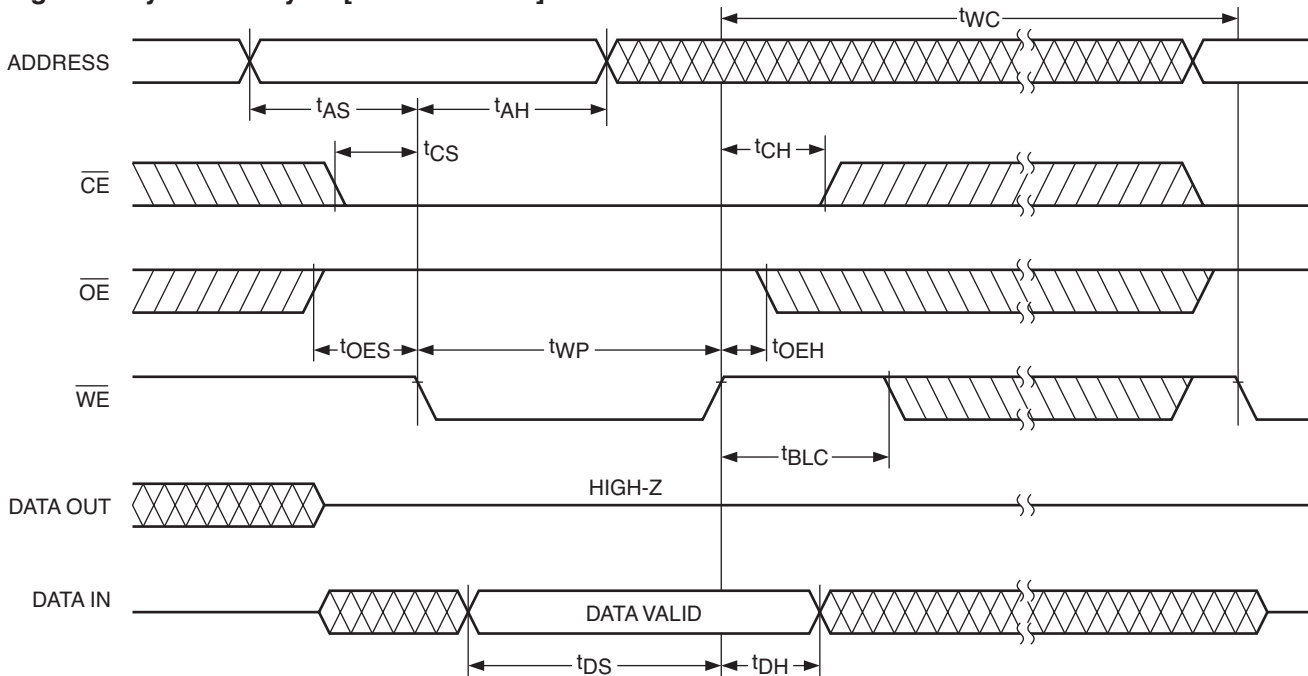 tWC
ADDRESS
tAS
tAH
tCS
tCH
CE
OE
tOES
tWP
tOEH
WE
tBLC
HIGH-Z
DATA OUT
DATA IN
DATA VALID
tDS
tDH